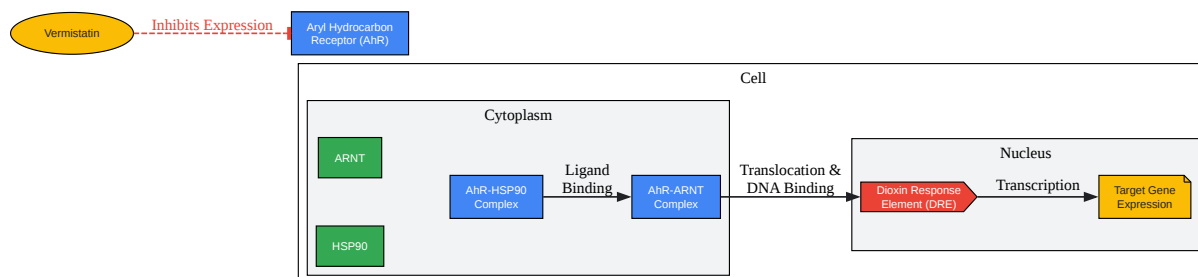 Vermistatin
Inhibits Expression
Aryl Hydrocarbon
Receptor (AhR)
Cell
Cytoplasm
ARNT
HSP90
AhR-HSP90
Complex
Ligand
Binding
AhR-ARNT
Complex
Translocation &
DNA Binding
Nucleus
Dioxin Response
Element (DRE)
Transcription
Target Gene
Expression